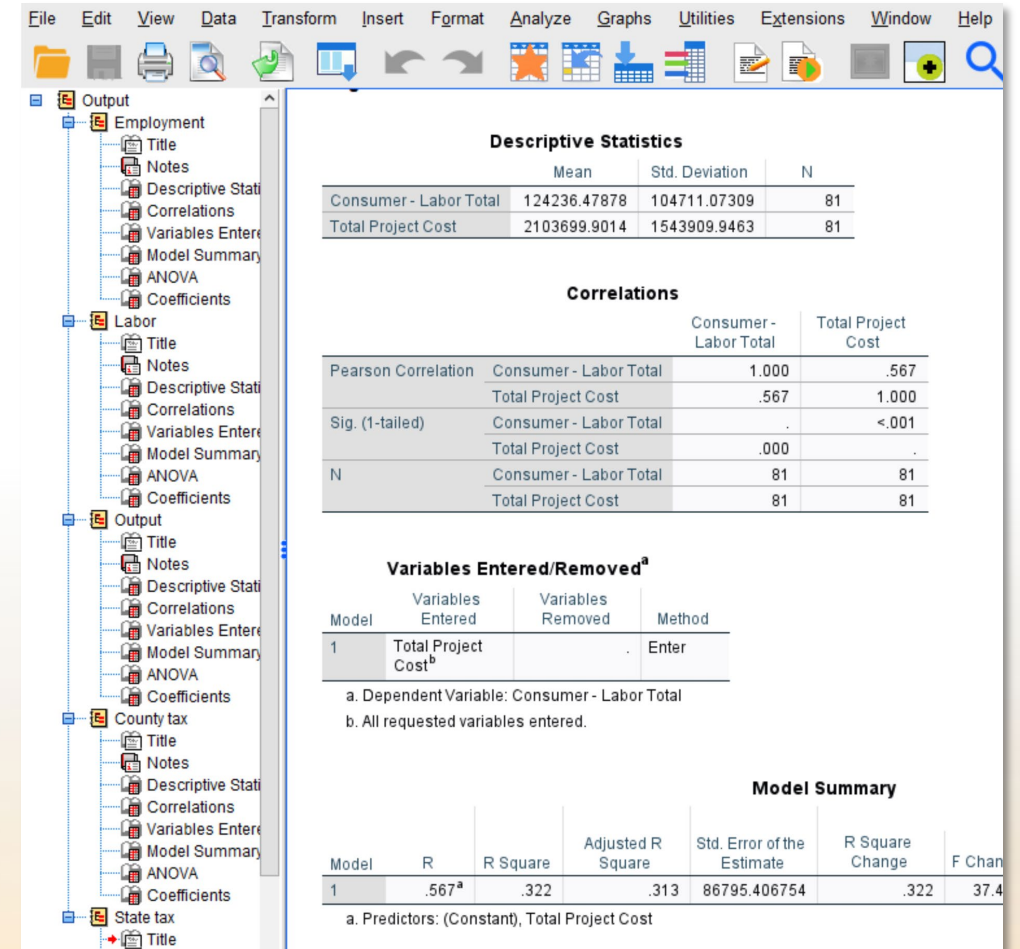 File Edit View Data Transform Insert Format Analyze Graphs Utilities Extensions Window Help
Output
Employment
Title
Notes
Descriptive Stati
Correlations
Variables Entere
Model Summary
ANOVA
Coefficients
Labor
Title
Notes
Descriptive Stati
Correlations
Variables Entere
Model Summary
ANOVA
Coefficients
Output
Title
Notes
Descriptive Stati
Correlations
Variables Entere
Model Summary
ANOVA
Coefficients
County tax
Title
Notes
Descriptive Stati
Correlations
Variables Entere
Model Summary
ANOVA
Coefficients
State tax
Title
Descriptive Statistics
Mean Std. Deviation N
Consumer - Labor Total 124236.47878 104711.07309 81
Total Project Cost 2103699.9014 1543909.9463 81
Correlations
Consumer - Labor Total Total Project Cost
Pearson Correlation Consumer - Labor Total 1.000 .567
Total Project Cost .567 1.000
Sig. (1-tailed) Consumer - Labor Total . <.001
Total Project Cost .000 .
N Consumer - Labor Total 81 81
Total Project Cost 81 81
Variables Entered/Removedᵃ
Model Variables Entered Variables Removed Method
1 Total Project Costᵇ . Enter
a. Dependent Variable: Consumer - Labor Total
b. All requested variables entered.
Model Summary
Model R R Square Adjusted R Square Std. Error of the Estimate R Square Change F Chan
1 .567ᵃ .322 .313 86795.406754 .322 37.4
a. Predictors: (Constant), Total Project Cost